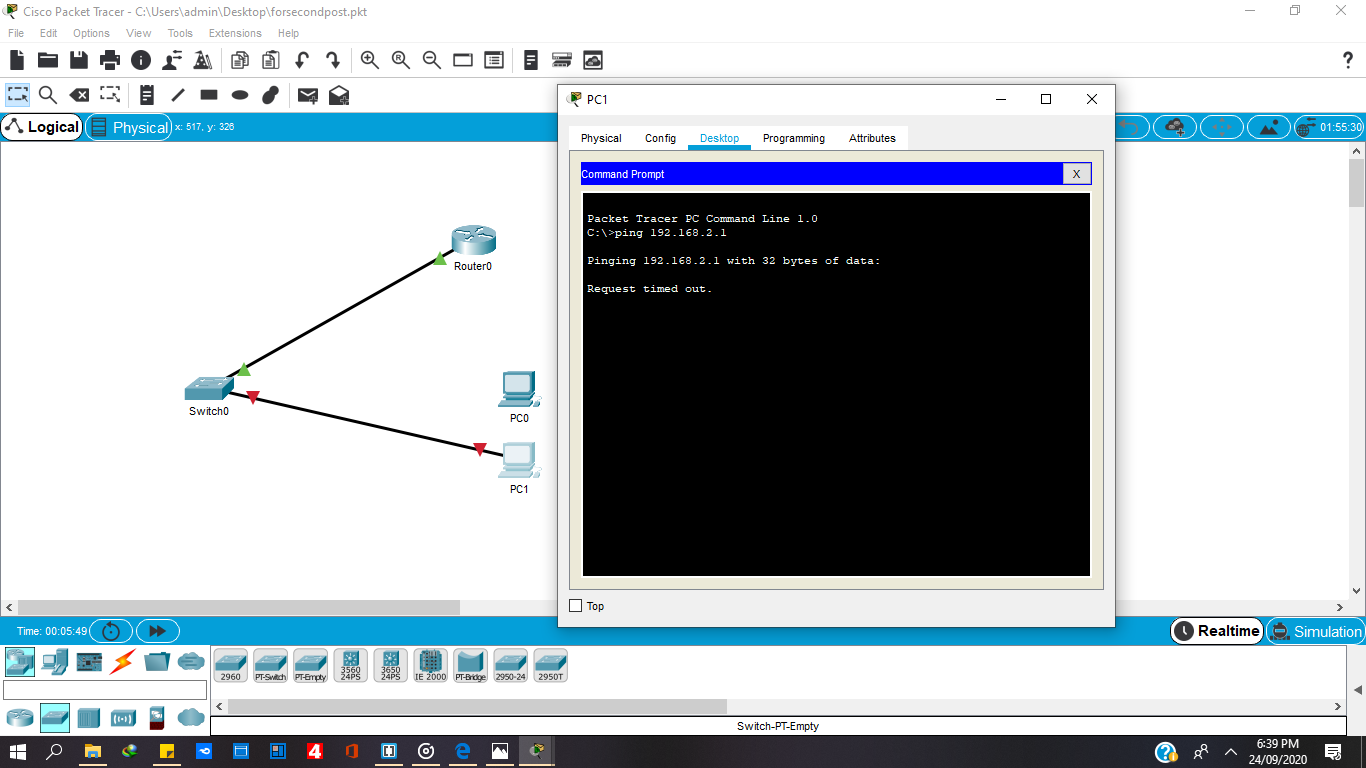 Cisco Packet Tracer - C:\Users\admin\Desktop\forsecondpost.pkt
File Edit Options View Tools Extensions Help
?
Logical
Physical
x: 517, y: 326
01:55:30
Router0
Switch0
PC0
PC1
PC1
Physical Config Desktop Programming Attributes
Command Prompt
X
Packet Tracer PC Command Line 1.0
C:\>ping 192.168.2.1
Pinging 192.168.2.1 with 32 bytes of data:
Request timed out.
Top
Time: 00:05:49
Realtime
Simulation
2960
PT-Switch
PT-Empty
3560
24PS
3650
24PS
IE 2000
PT-Bridge
2950-24
2950T
Switch-PT-Empty
6:39 PM
24/09/2020